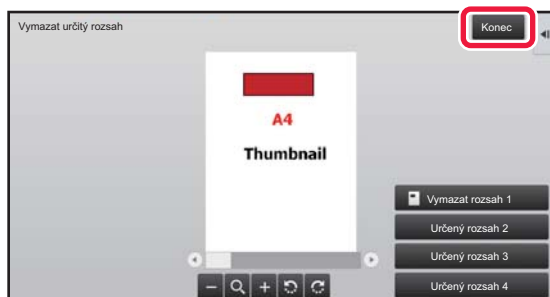 Vymazat určitý rozsah
Konec
A4
Thumbnail
Vymazat rozsah 1
Určený rozsah 2
Určený rozsah 3
Určený rozsah 4